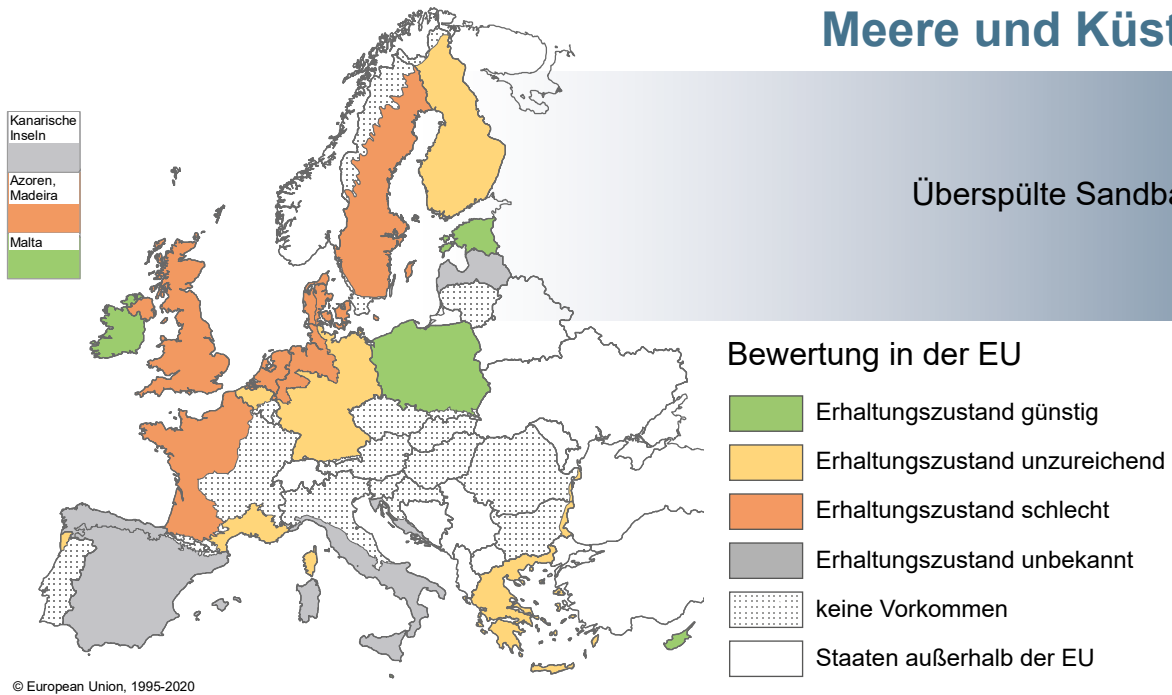 Meere und Küst
Kanarische
Inseln
Azoren,
Madeira
Malta
Überspülte Sandba
Bewertung in der EU
Erhaltungszustand günstig
Erhaltungszustand unzureichend
Erhaltungszustand schlecht
Erhaltungszustand unbekannt
keine Vorkommen
Staaten außerhalb der EU
© European Union, 1995-2020